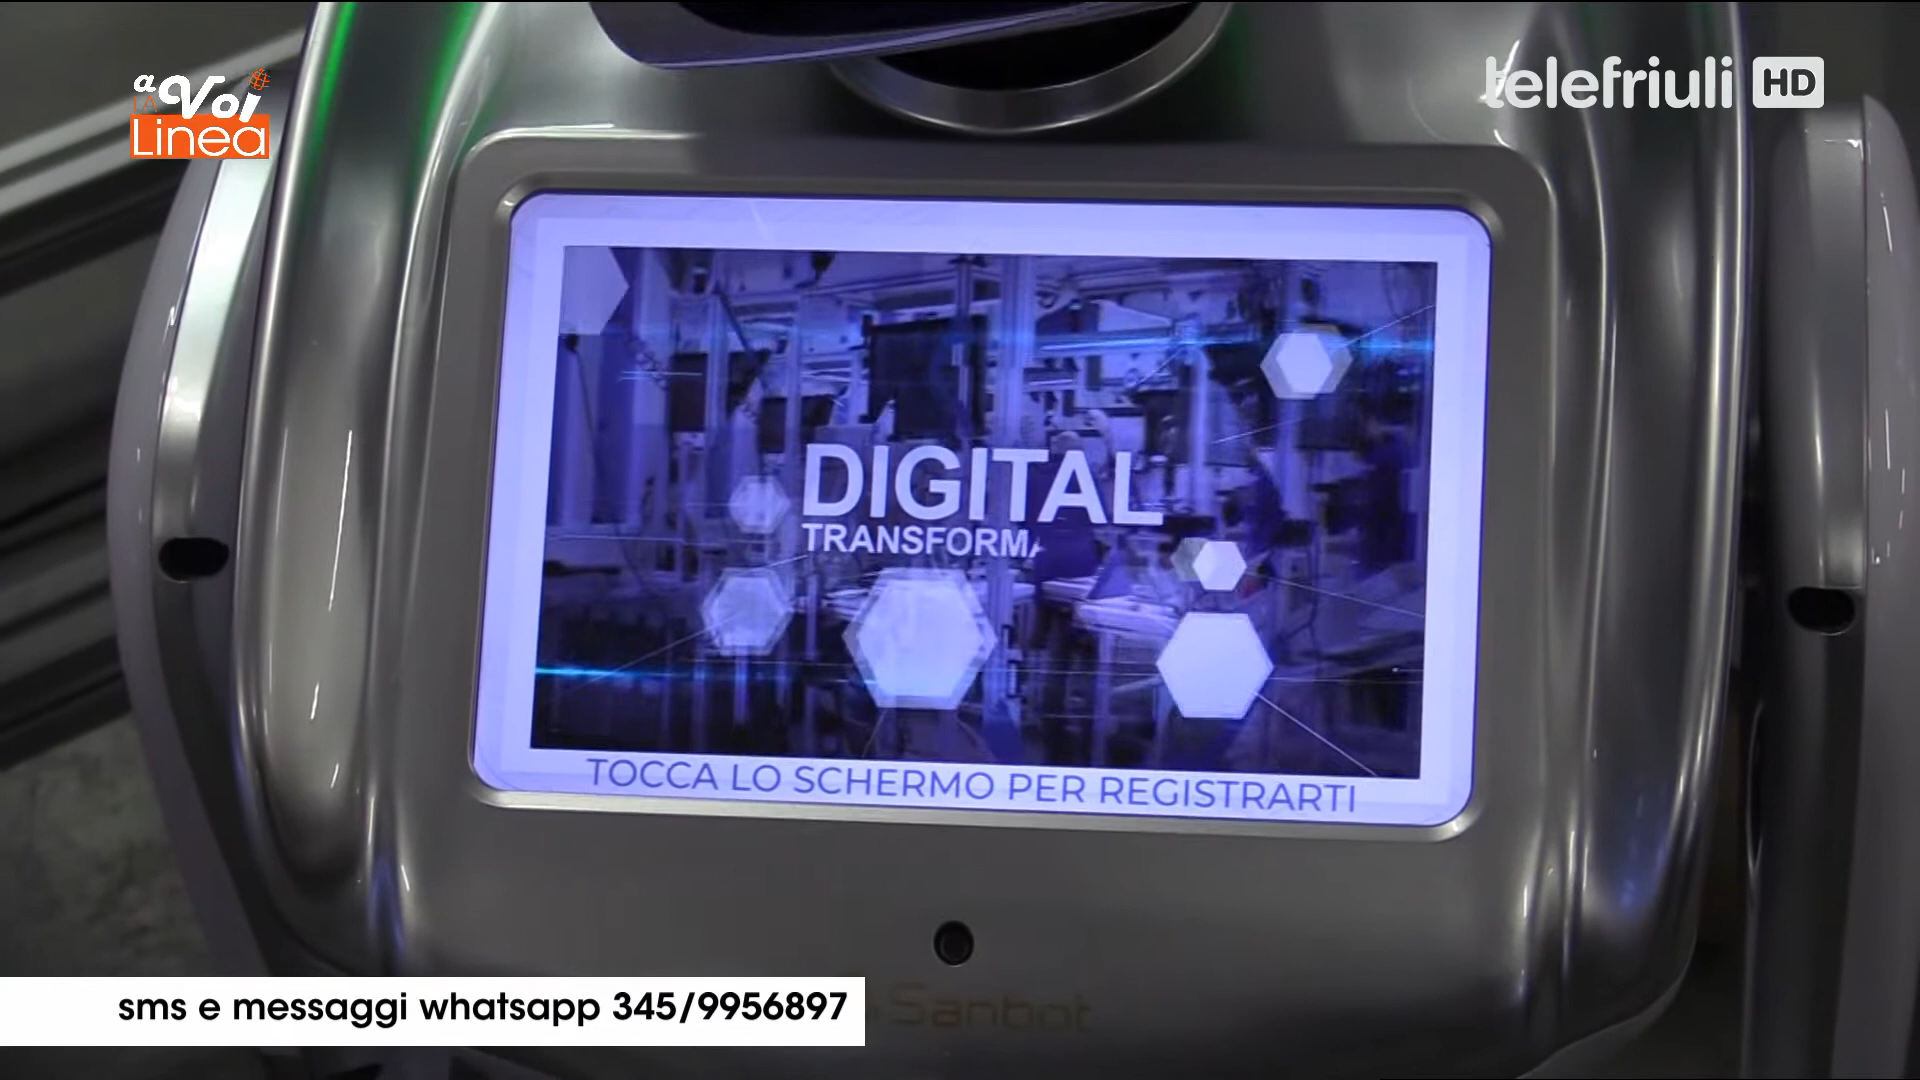 a Voi
LA
Linea
telefriuli HD
DIGITAL
TRANSFORMA
TOCCA LO SCHERMO PER REGISTRARTI
Sanbot
sms e messaggi whatsapp 345/9956897